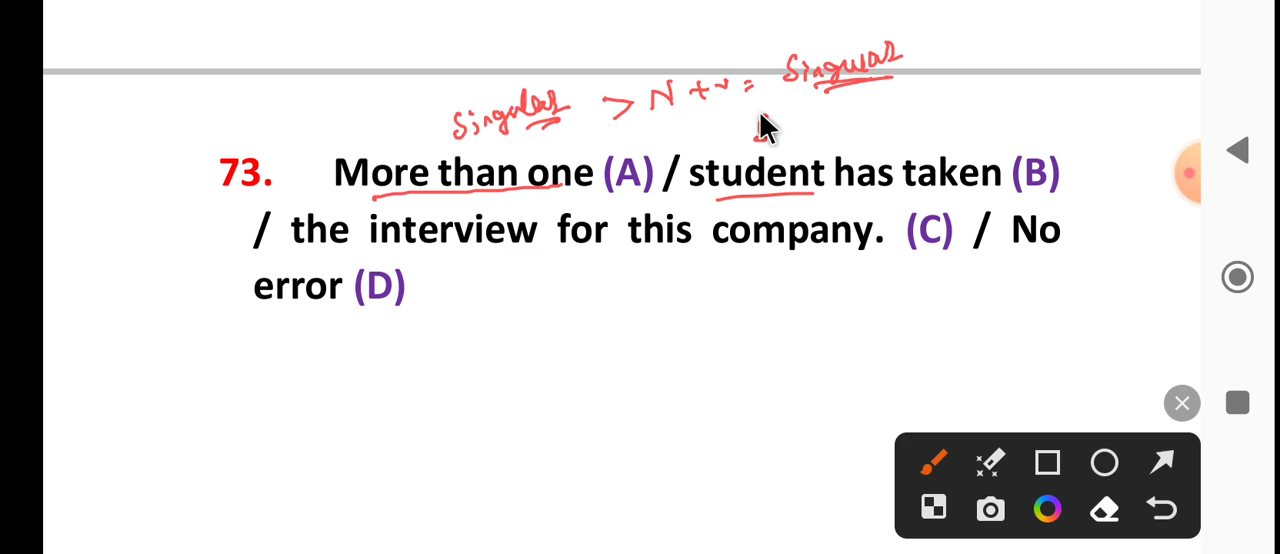 Singular > N + v = Singular
73. More than one (A) / student has taken (B)
/ the interview for this company. (C) / No
error (D)